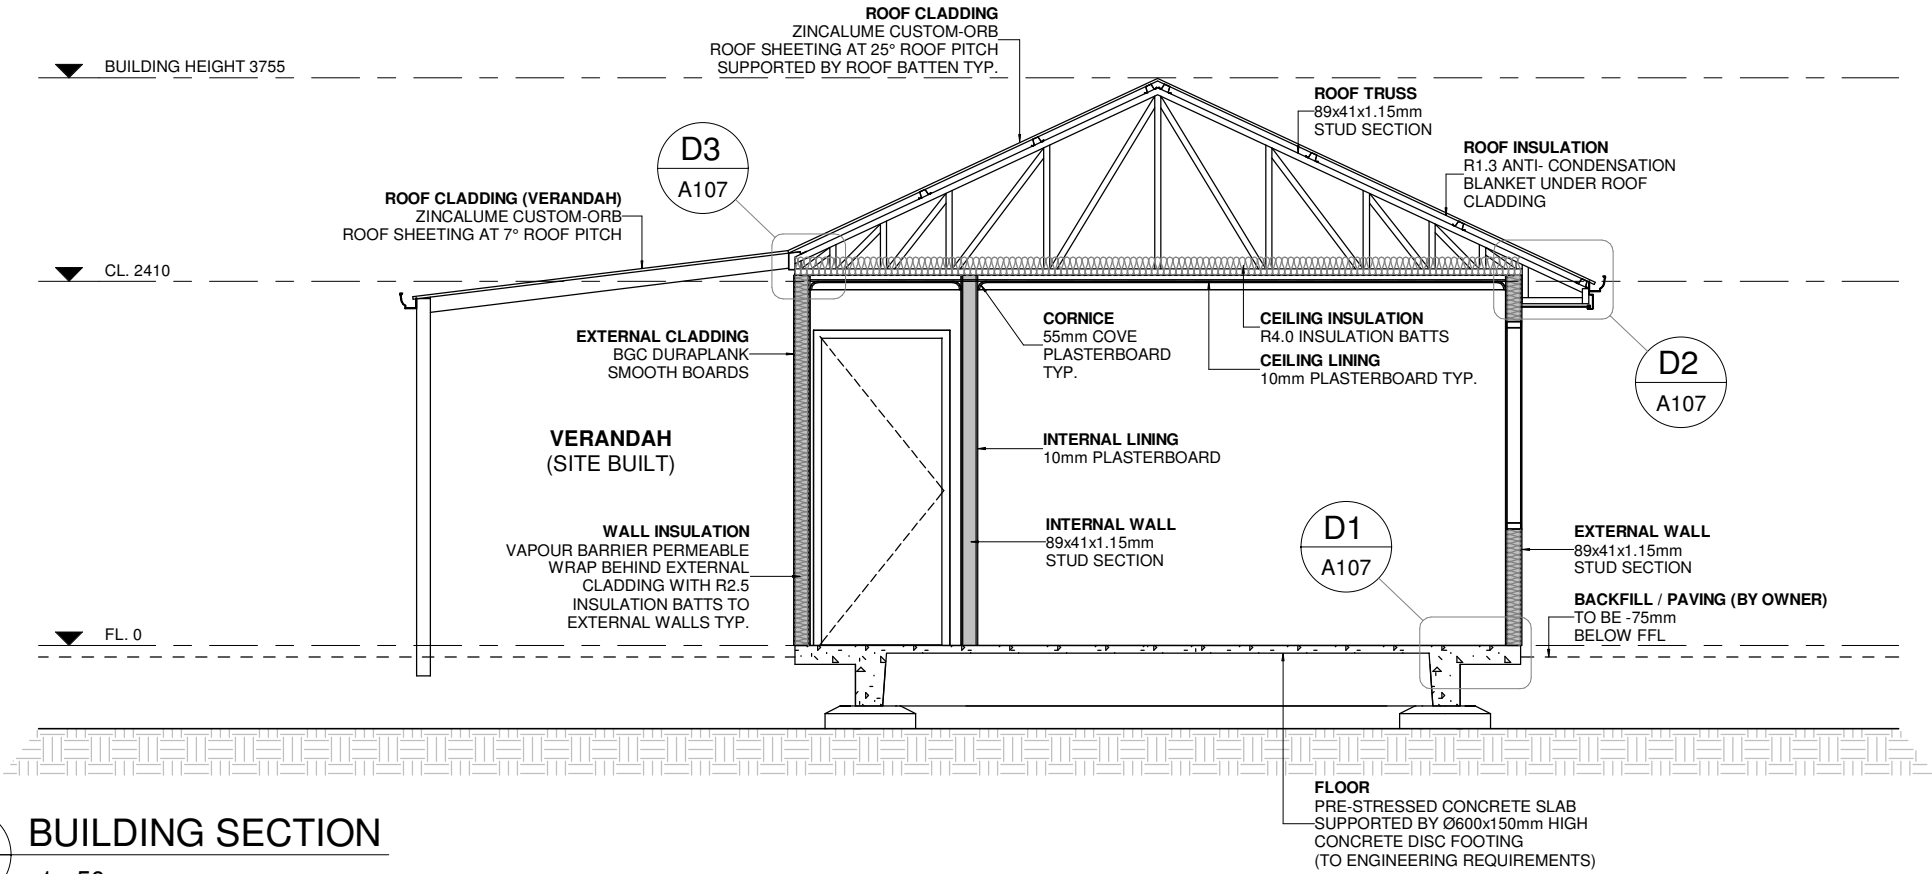 ROOF CLADDING
ZINCALUME CUSTOM-ORB
ROOF SHEETING AT 25° ROOF PITCH
SUPPORTED BY ROOF BATTEN TYP.
BUILDING HEIGHT 3755
ROOF TRUSS
89x41x1.15mm
STUD SECTION
D3
A107
ROOF INSULATION
R1.3 ANTI- CONDENSATION
BLANKET UNDER ROOF
CLADDING
ROOF CLADDING (VERANDAH)
ZINCALUME CUSTOM-ORB
ROOF SHEETING AT 7° ROOF PITCH
CL. 2410
EXTERNAL CLADDING
BGC DURAPLANK
SMOOTH BOARDS
CORNICE
55mm COVE
PLASTERBOARD
TYP.
CEILING INSULATION
R4.0 INSULATION BATTS
CEILING LINING
10mm PLASTERBOARD TYP.
D2
A107
VERANDAH
(SITE BUILT)
INTERNAL LINING
10mm PLASTERBOARD
WALL INSULATION
VAPOUR BARRIER PERMEABLE
WRAP BEHIND EXTERNAL
CLADDING WITH R2.5
INSULATION BATTS TO
EXTERNAL WALLS TYP.
INTERNAL WALL
89x41x1.15mm
STUD SECTION
D1
A107
EXTERNAL WALL
89x41x1.15mm
STUD SECTION
BACKFILL / PAVING (BY OWNER)
TO BE -75mm
BELOW FFL
FL. 0
FLOOR
PRE-STRESSED CONCRETE SLAB
SUPPORTED BY Ø600x150mm HIGH
CONCRETE DISC FOOTING
(TO ENGINEERING REQUIREMENTS)
BUILDING SECTION